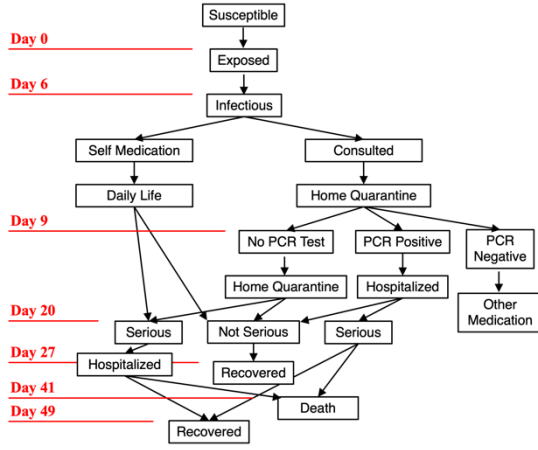 Susceptible
Day 0
Exposed
Day 6
Infectious
Self Medication
Consulted
Daily Life
Home Quarantine
Day 9
No PCR Test
PCR Positive
PCR
Negative
Home Quarantine
Hospitalized
Other
Medication
Day 20
Serious
Not Serious
Serious
Day 27
Hospitalized
Recovered
Day 41
Death
Day 49
Recovered